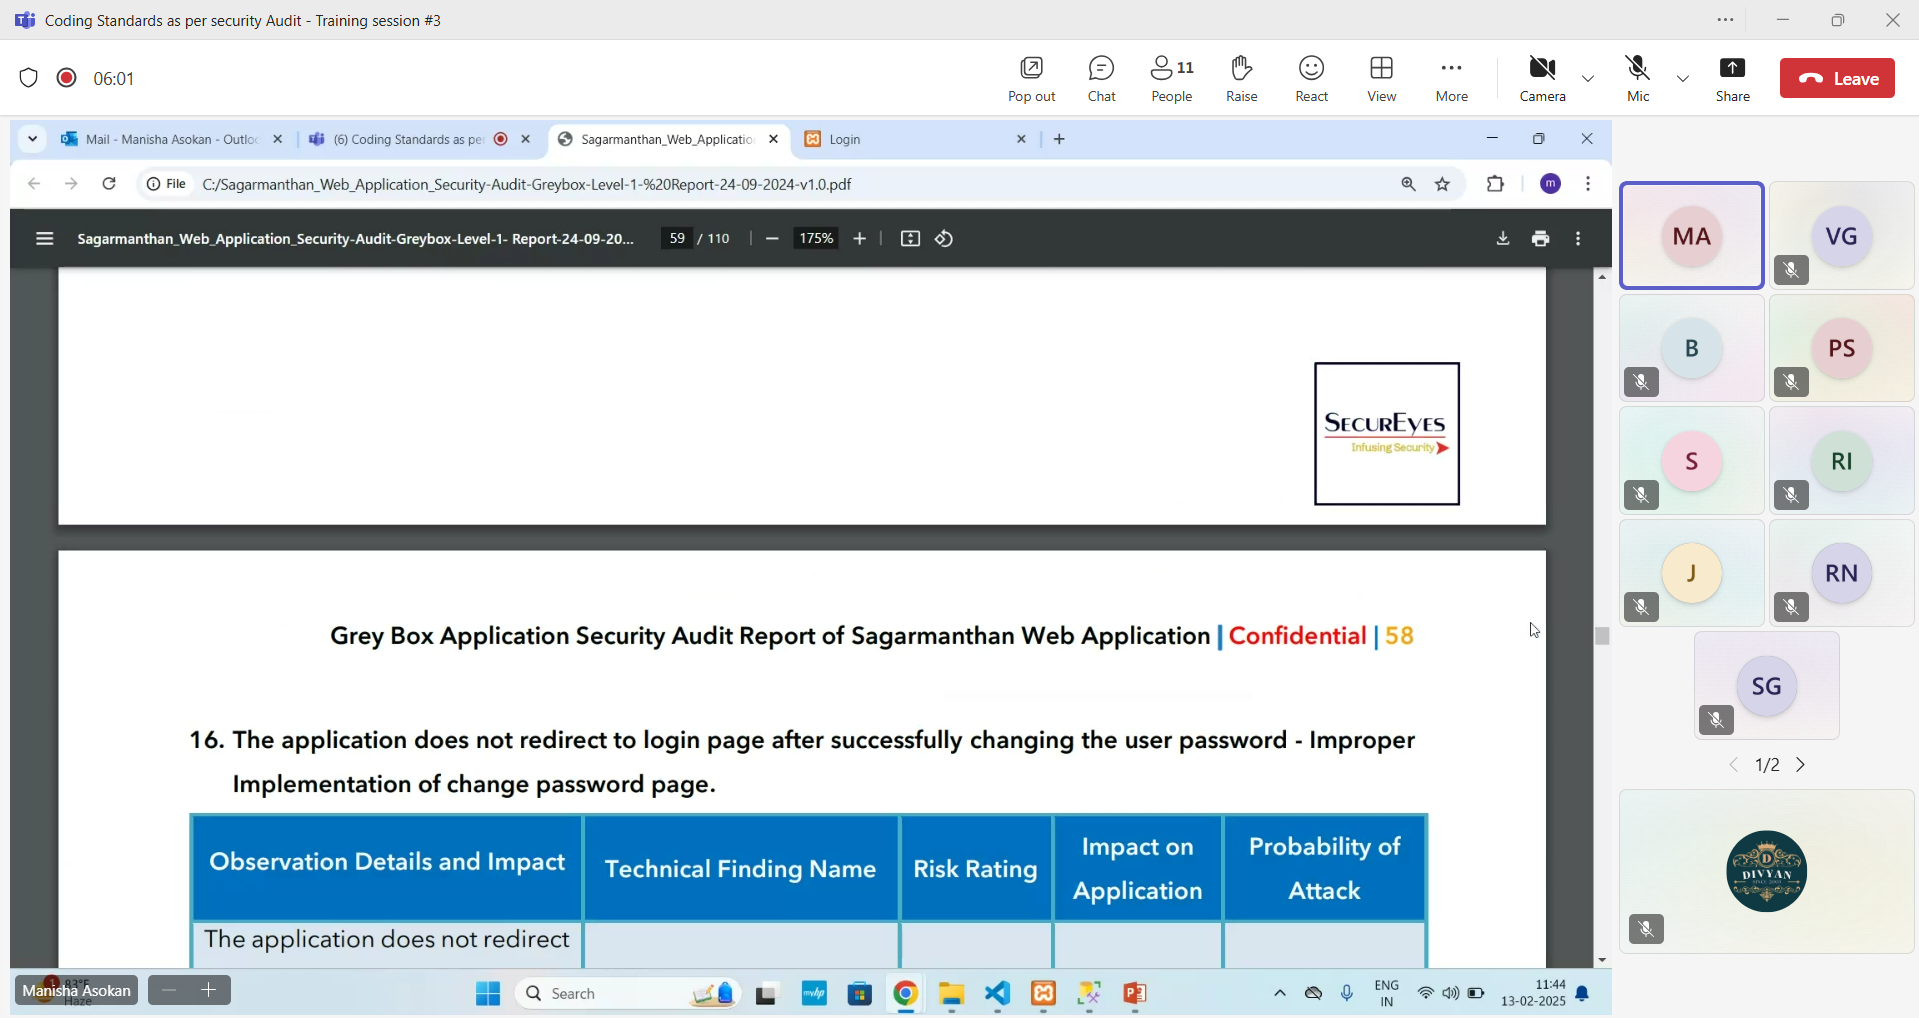 Coding Standards as per security Audit - Training session #3
06:01
Pop out
Chat
11
People
Raise
React
View
More
Camera
Mic
Share
Leave
Mail - Manisha Asokan - Outlo
(6) Coding Standards as per
Sagarmanthan_Web_Applicatio
Login
File
C:/Sagarmanthan_Web_Application_Security-Audit-Greybox-Level-1-%20Report-24-09-2024-v1.0.pdf
m
Sagarmanthan_Web_Application_Security-Audit-Greybox-Level-1- Report-24-09-20...
59 / 110
175%
SECUREYES
Infusing Security
Grey Box Application Security Audit Report of Sagarmanthan Web Application | Confidential | 58
16. The application does not redirect to login page after successfully changing the user password - Improper
Implementation of change password page.
Observation Details and Impact
Technical Finding Name
Risk Rating
Impact on
Application
Probability of
Attack
The application does not redirect
MA
VG
B
PS
S
RI
J
RN
SG
1/2
DIVYAN
Manisha Asokan
1
Haze
Search
myhp
ENG
IN
11:44
13-02-2025